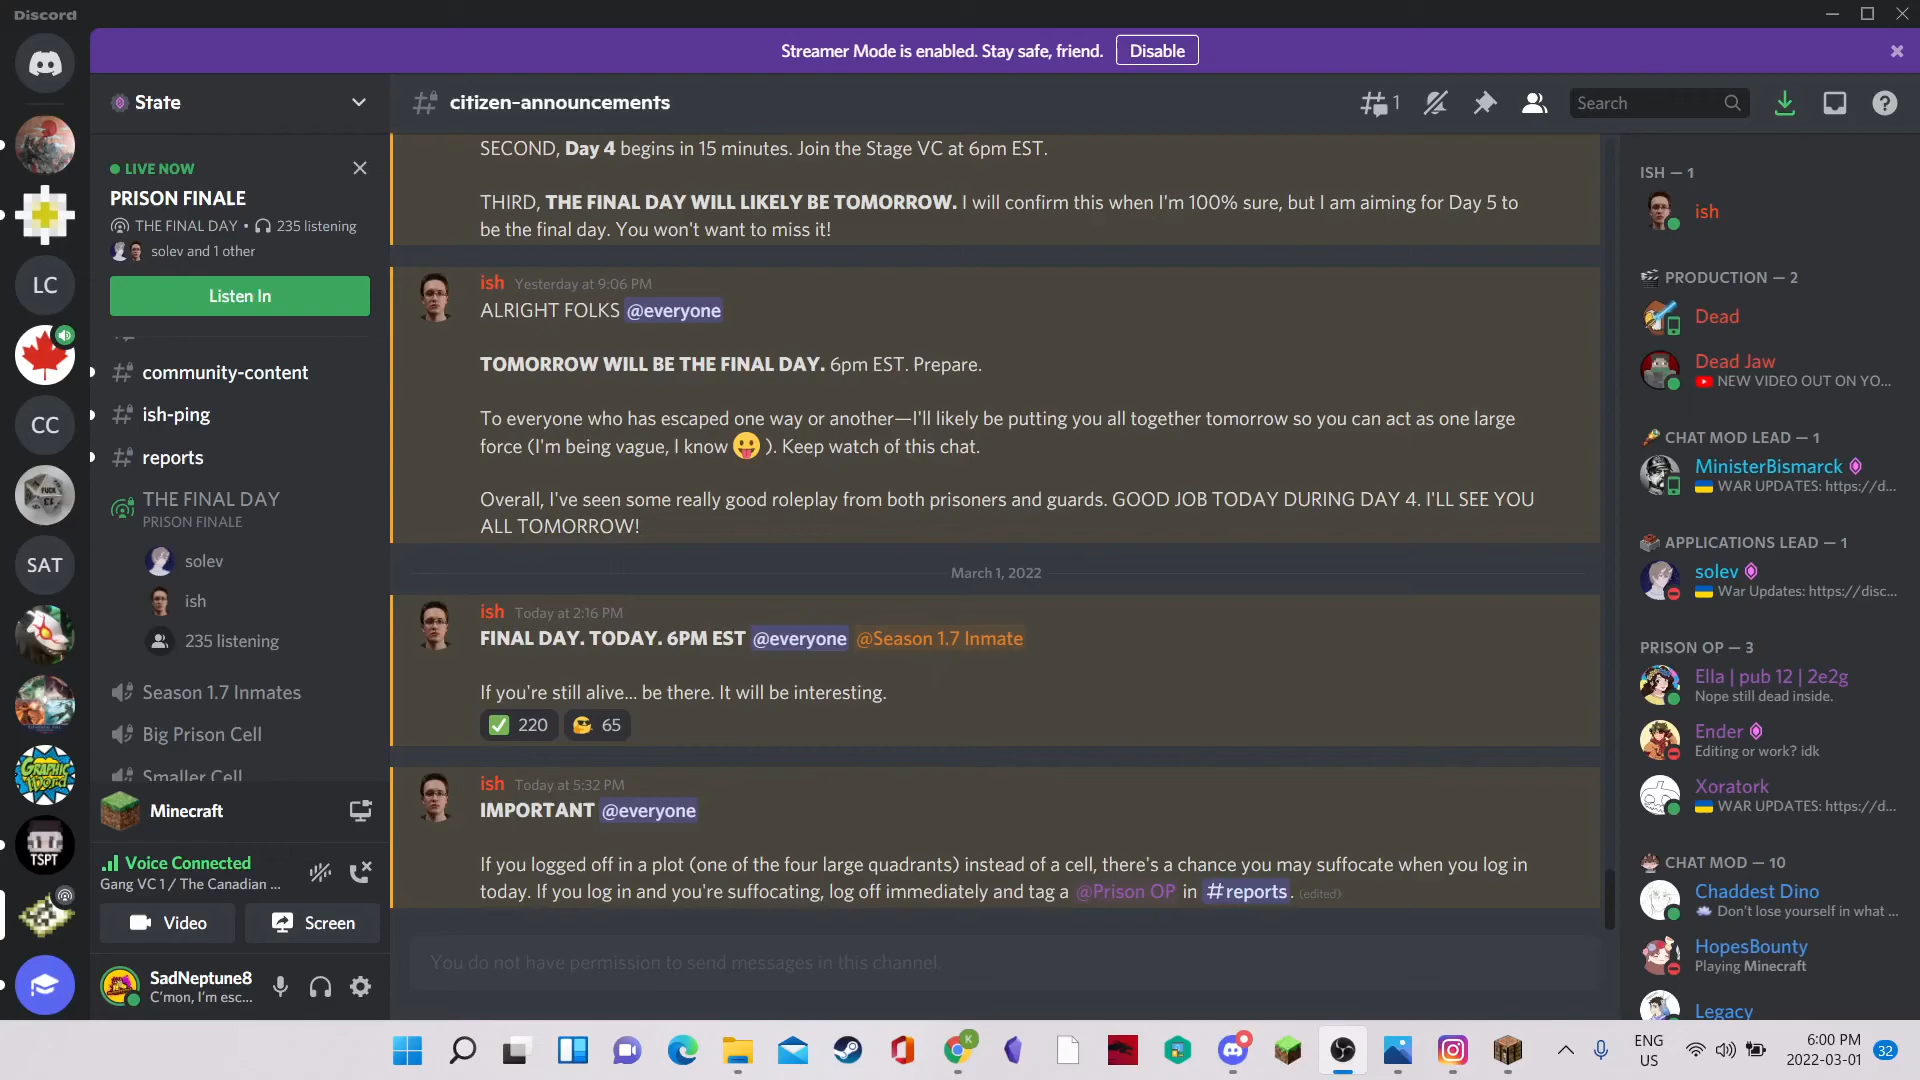 Discord
Streamer Mode is enabled. Stay safe, friend. Disable
State
LIVE NOW
PRISON FINALE
THE FINAL DAY • 235 listening
solev and 1 other
Listen In
community-content
ish-ping
reports
THE FINAL DAY
PRISON FINALE
solev
ish
235 listening
Season 1.7 Inmates
Big Prison Cell
Smaller Cell
Minecraft
Voice Connected
Gang VC 1 / The Canadian ...
Video Screen
SadNeptune8
C'mon, I'm esc...
LC
CC
SAT
GRAPHIC
TSPT
citizen-announcements
1
Search
SECOND, Day 4 begins in 15 minutes. Join the Stage VC at 6pm EST.
THIRD, THE FINAL DAY WILL LIKELY BE TOMORROW. I will confirm this when I'm 100% sure, but I am aiming for Day 5 to
be the final day. You won't want to miss it!
ish Yesterday at 9:06 PM
ALRIGHT FOLKS @everyone
TOMORROW WILL BE THE FINAL DAY. 6pm EST. Prepare.
To everyone who has escaped one way or another—I'll likely be putting you all together tomorrow so you can act as one large
force (I'm being vague, I know 😛 ). Keep watch of this chat.
Overall, I've seen some really good roleplay from both prisoners and guards. GOOD JOB TODAY DURING DAY 4. I'LL SEE YOU
ALL TOMORROW!
March 1, 2022
ish Today at 2:16 PM
FINAL DAY. TODAY. 6PM EST @everyone @Season 1.7 Inmate
If you're still alive... be there. It will be interesting.
220 65
ish Today at 5:32 PM
IMPORTANT @everyone
If you logged off in a plot (one of the four large quadrants) instead of a cell, there's a chance you may suffocate when you log in
today. If you log in and you're suffocating, log off immediately and tag a @Prison OP in #reports. (edited)
You do not have permission to send messages in this channel.
ISH — 1
ish
PRODUCTION — 2
Dead
Dead Jaw
NEW VIDEO OUT ON YO...
CHAT MOD LEAD — 1
MinisterBismarck
WAR UPDATES: https://d...
APPLICATIONS LEAD — 1
solev
War Updates: https://disc...
PRISON OP — 3
Ella | pub 12 | 2e2g
Nope still dead inside.
Ender
Editing or work? idk
Xoratork
WAR UPDATES: https://d...
CHAT MOD — 10
Chaddest Dino
Don't lose yourself in what ...
HopesBounty
Playing Minecraft
Legacy
K
ENG
US
6:00 PM
2022-03-01
32